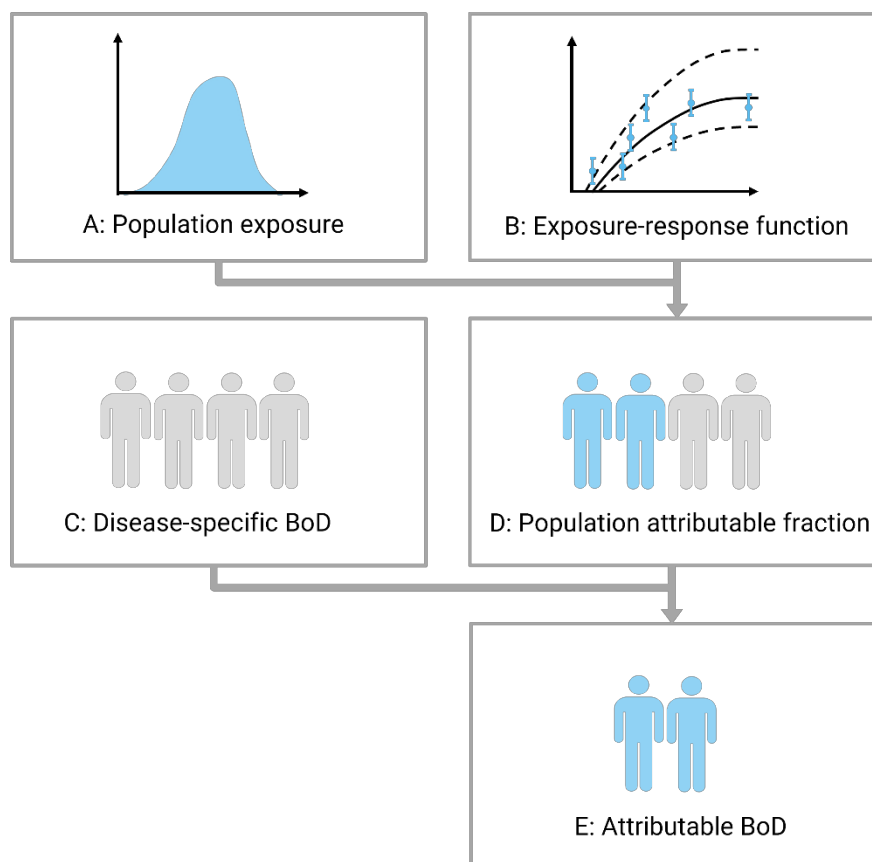 A: Population exposure
B: Exposure-response function
C: Disease-specific BoD
D: Population attributable fraction
E: Attributable BoD